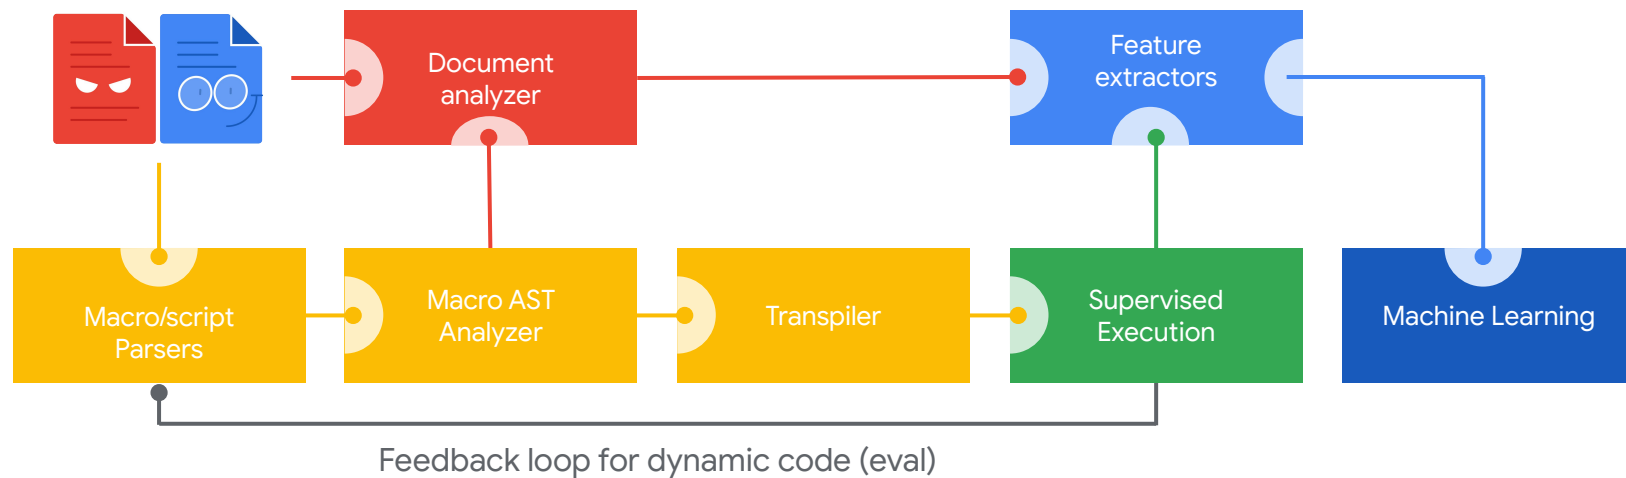 Document
analyzer
Feature
extractors
Macro/script
Parsers
Macro AST
Analyzer
Transpiler
Supervised
Execution
Machine Learning
Feedback loop for dynamic code (eval)